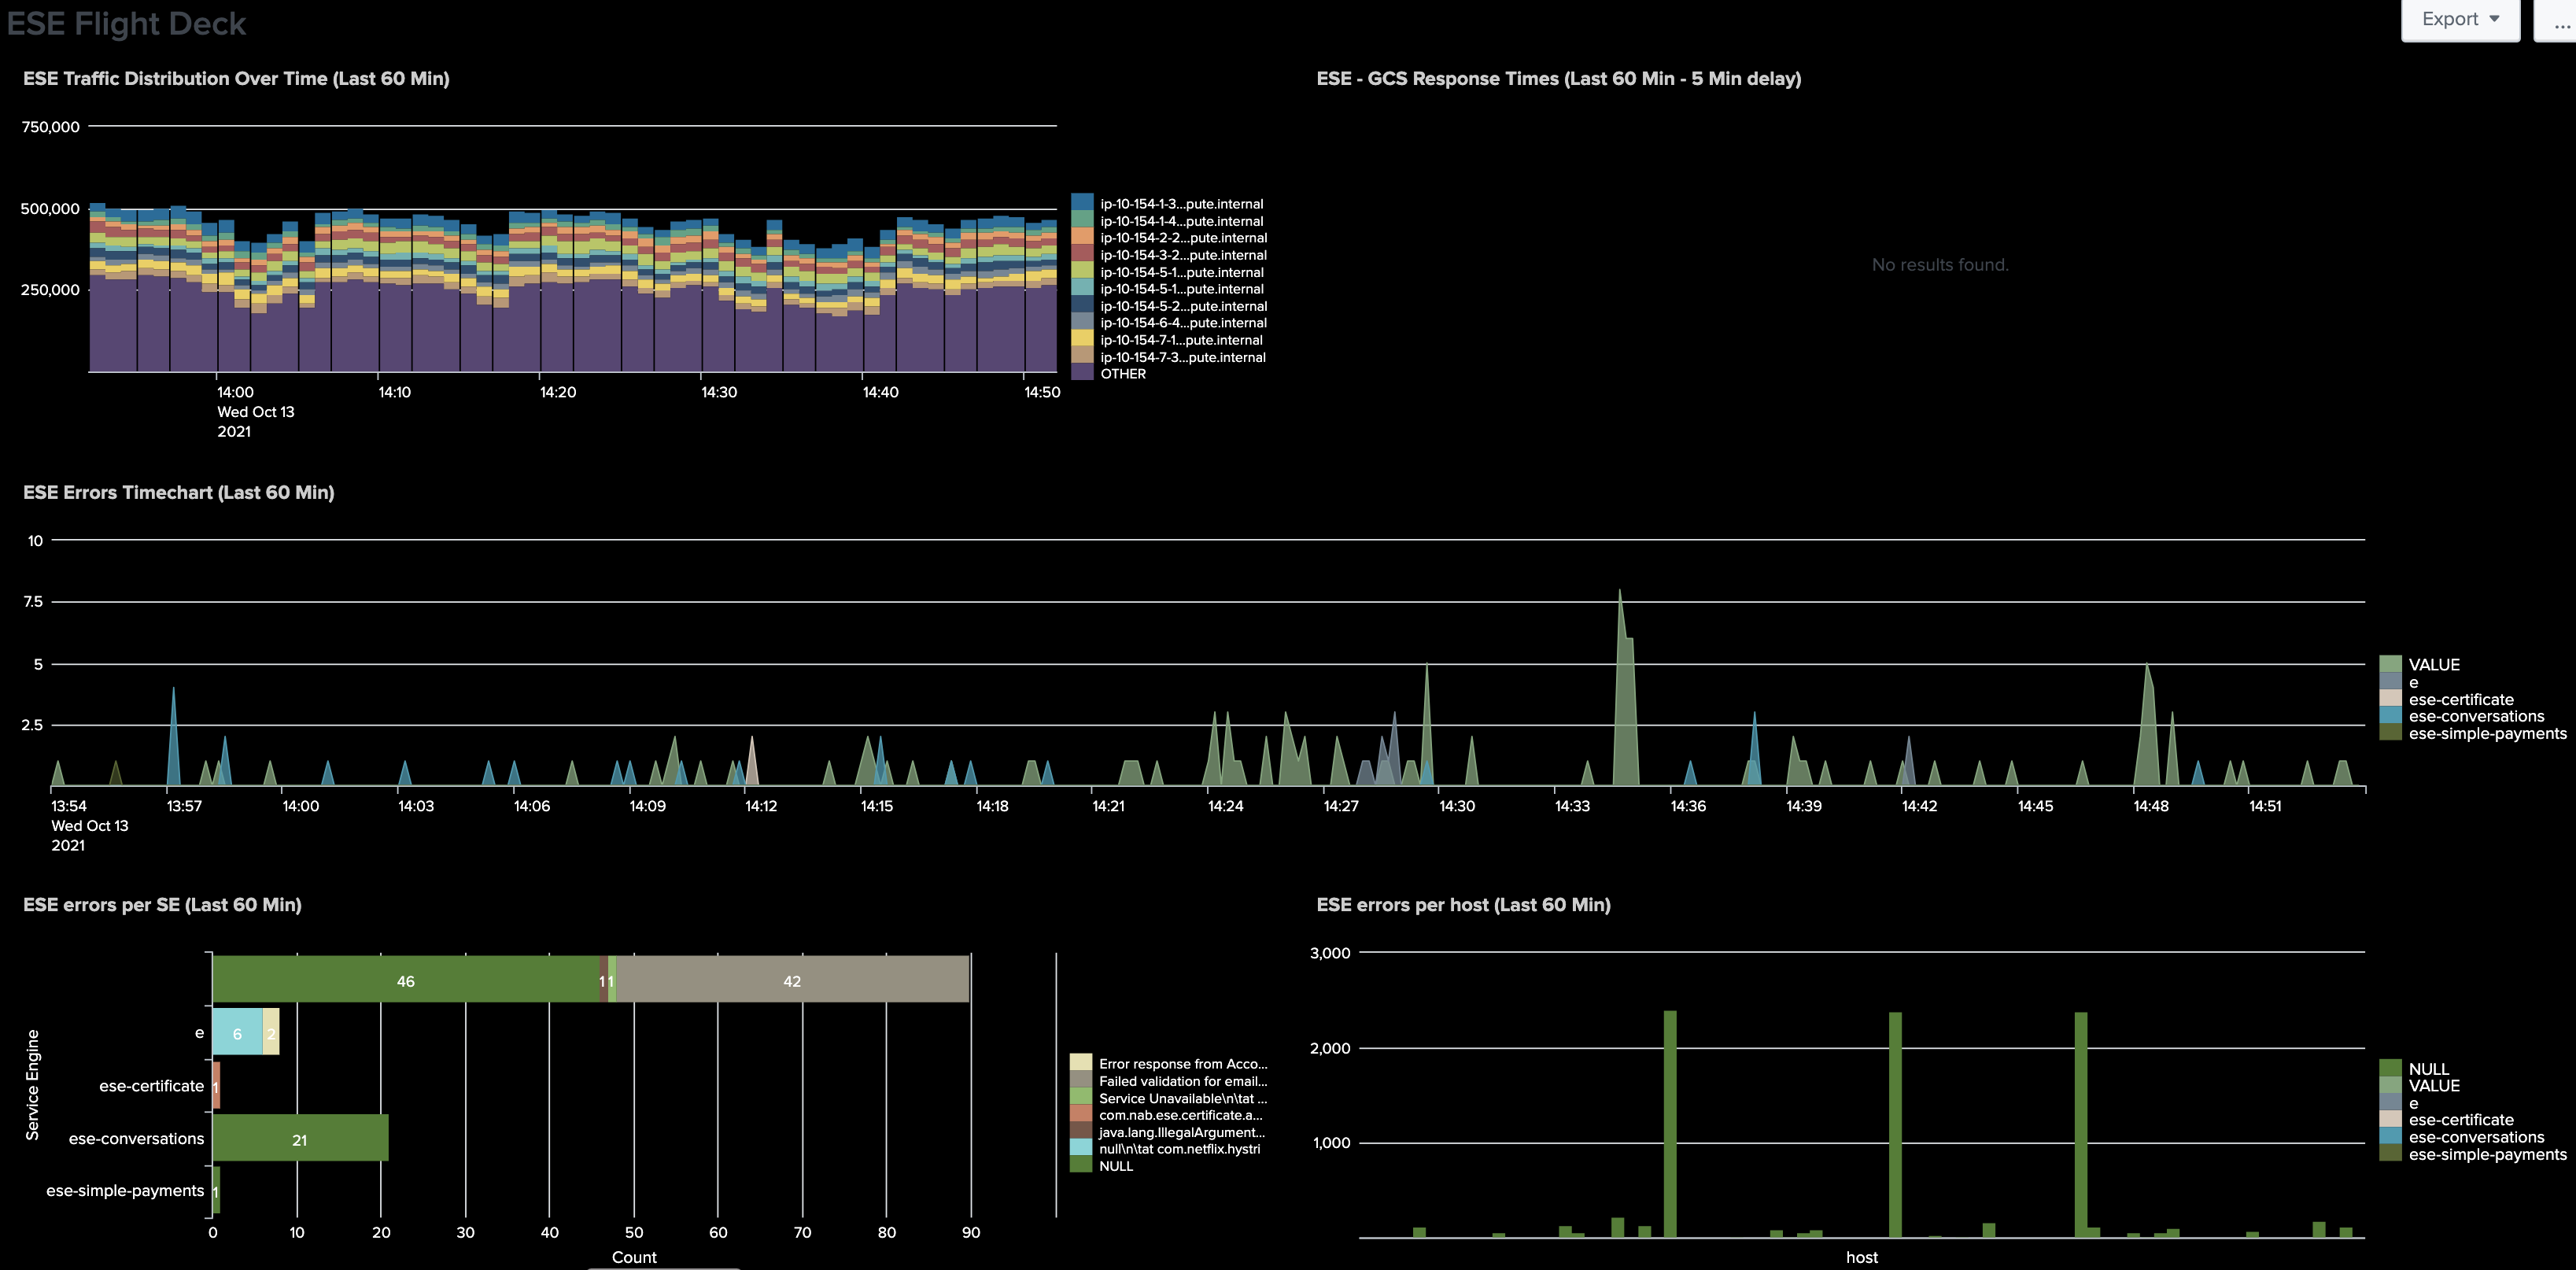 ESE Flight Deck
Export
...
ESE Traffic Distribution Over Time (Last 60 Min)
750,000
500,000
250,000
14:00
14:10
14:20
14:30
14:40
14:50
Wed Oct 13
2021
ip-10-154-1-3...pute.internal
ip-10-154-1-4...pute.internal
ip-10-154-2-2...pute.internal
ip-10-154-3-2...pute.internal
ip-10-154-5-1...pute.internal
ip-10-154-5-1...pute.internal
ip-10-154-5-2...pute.internal
ip-10-154-6-4...pute.internal
ip-10-154-7-1...pute.internal
ip-10-154-7-3...pute.internal
OTHER
ESE - GCS Response Times (Last 60 Min - 5 Min delay)
No results found.
ESE Errors Timechart (Last 60 Min)
10
7.5
5
2.5
13:54
13:57
14:00
14:03
14:06
14:09
14:12
14:15
14:18
14:21
14:24
14:27
14:30
14:33
14:36
14:39
14:42
14:45
14:48
14:51
Wed Oct 13
2021
VALUE
e
ese-certificate
ese-conversations
ese-simple-payments
ESE errors per SE (Last 60 Min)
Service Engine
46
1
1
42
e
6
2
ese-certificate
1
ese-conversations
21
ese-simple-payments
1
0
10
20
30
40
50
60
70
80
90
Count
Error response from Acco...
Failed validation for email...
Service Unavailable\n\tat ...
com.nab.ese.certificate.a...
java.lang.IllegalArgument...
null\n\tat com.netflix.hystri
NULL
ESE errors per host (Last 60 Min)
3,000
2,000
1,000
host
NULL
VALUE
e
ese-certificate
ese-conversations
ese-simple-payments